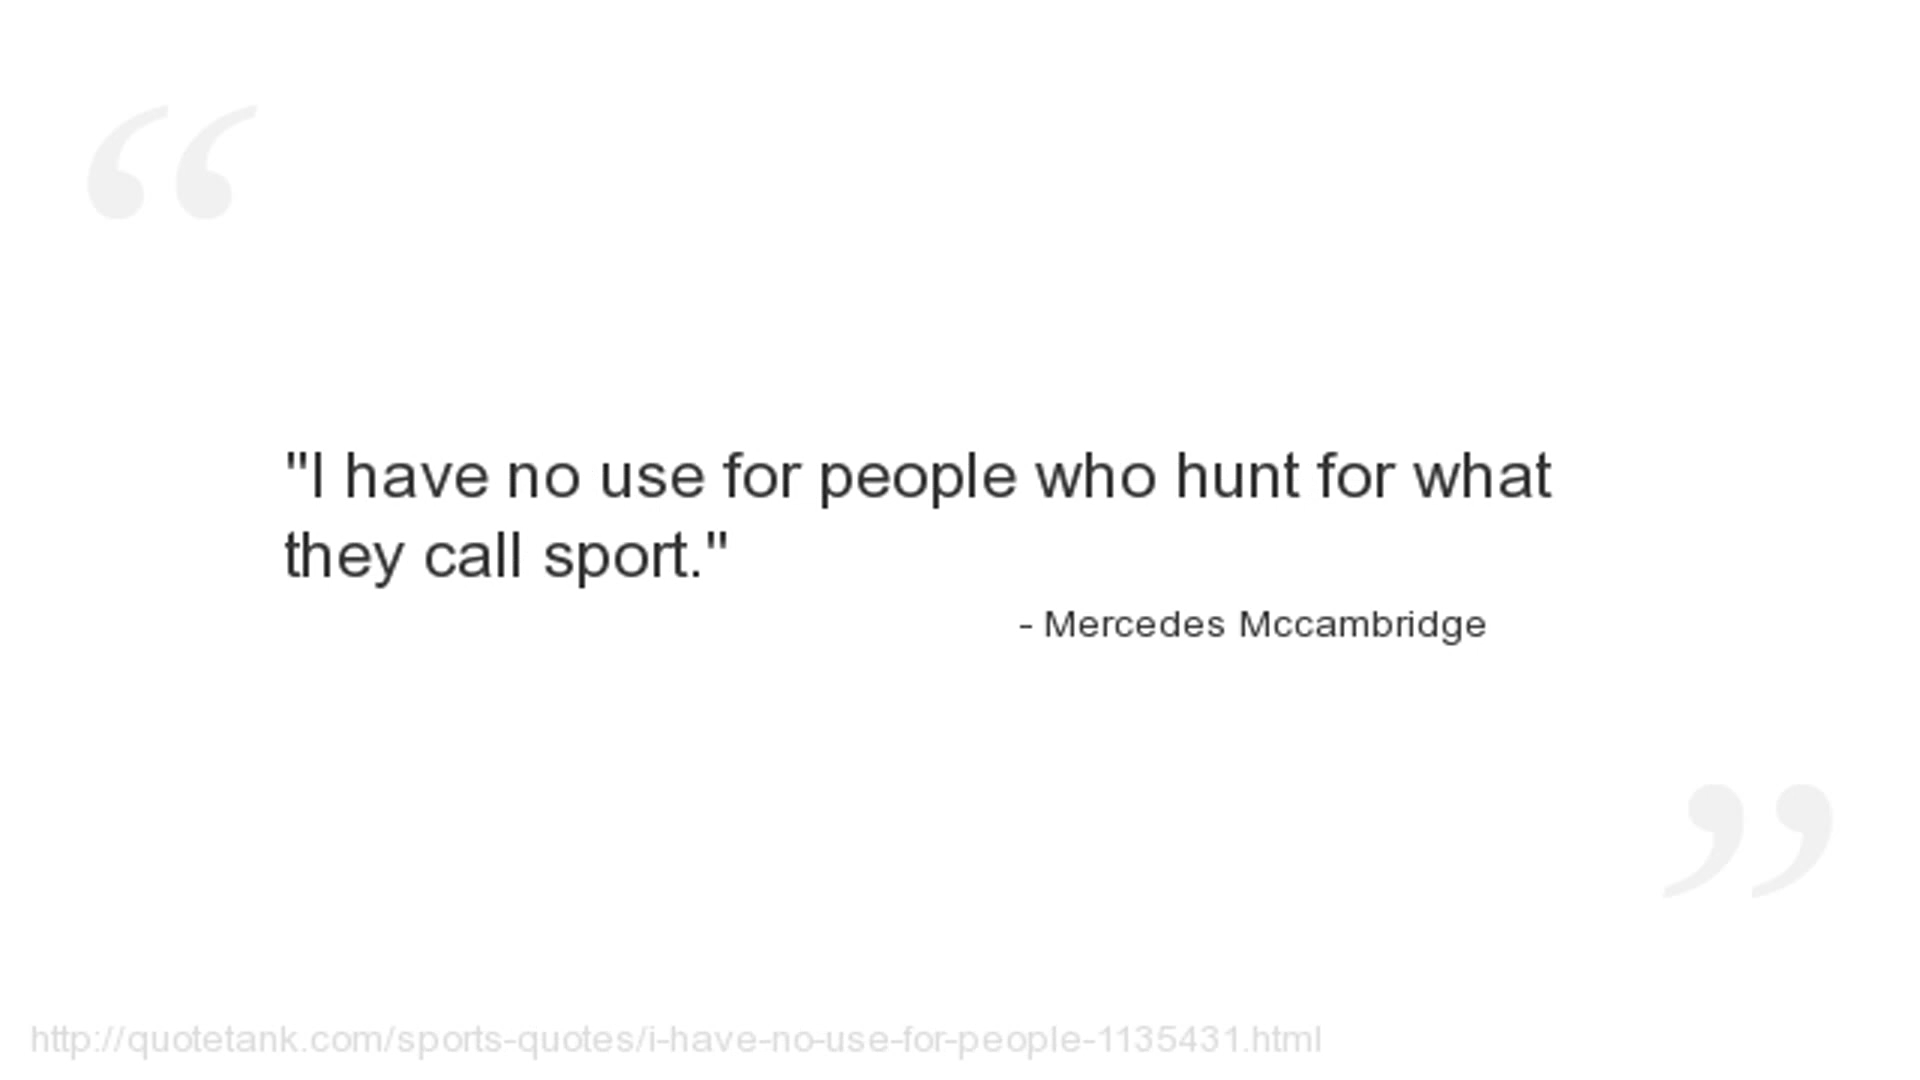 "I have no use for people who hunt for what
they call sport."
- Mercedes Mccambridge
http://quotetank.com/sports-quotes/i-have-no-use-for-people-1135431.html